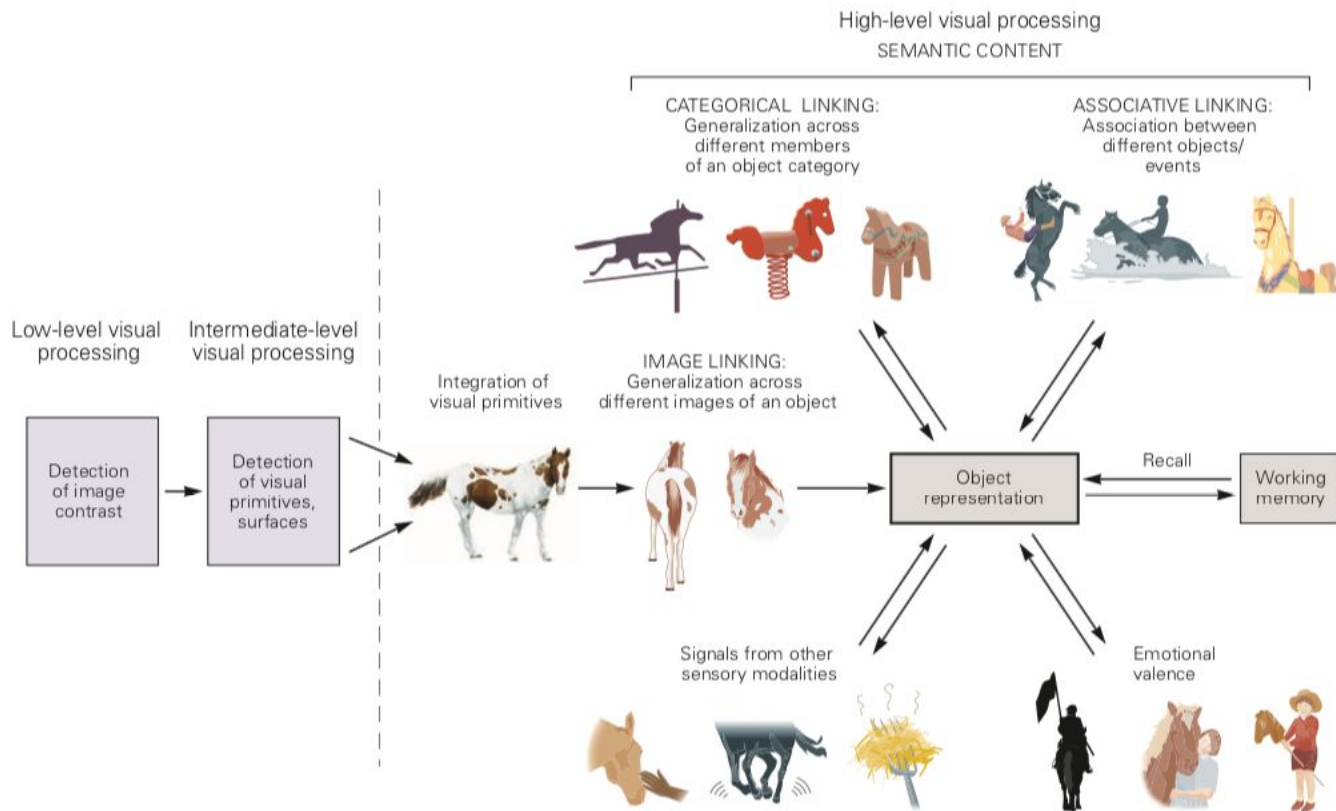 High-level visual processing
SEMANTIC CONTENT
CATEGORICAL LINKING:
Generalization across
different members
of an object category
ASSOCIATIVE LINKING:
Association between
different objects/
events
Low-level visual
processing
Intermediate-level
visual processing
Integration of
visual primitives
IMAGE LINKING:
Generalization across
different images of an object
Detection
of image
contrast
Detection
of visual
primitives,
surfaces
Object
representation
Recall
Working
memory
Signals from other
sensory modalities
Emotional
valence